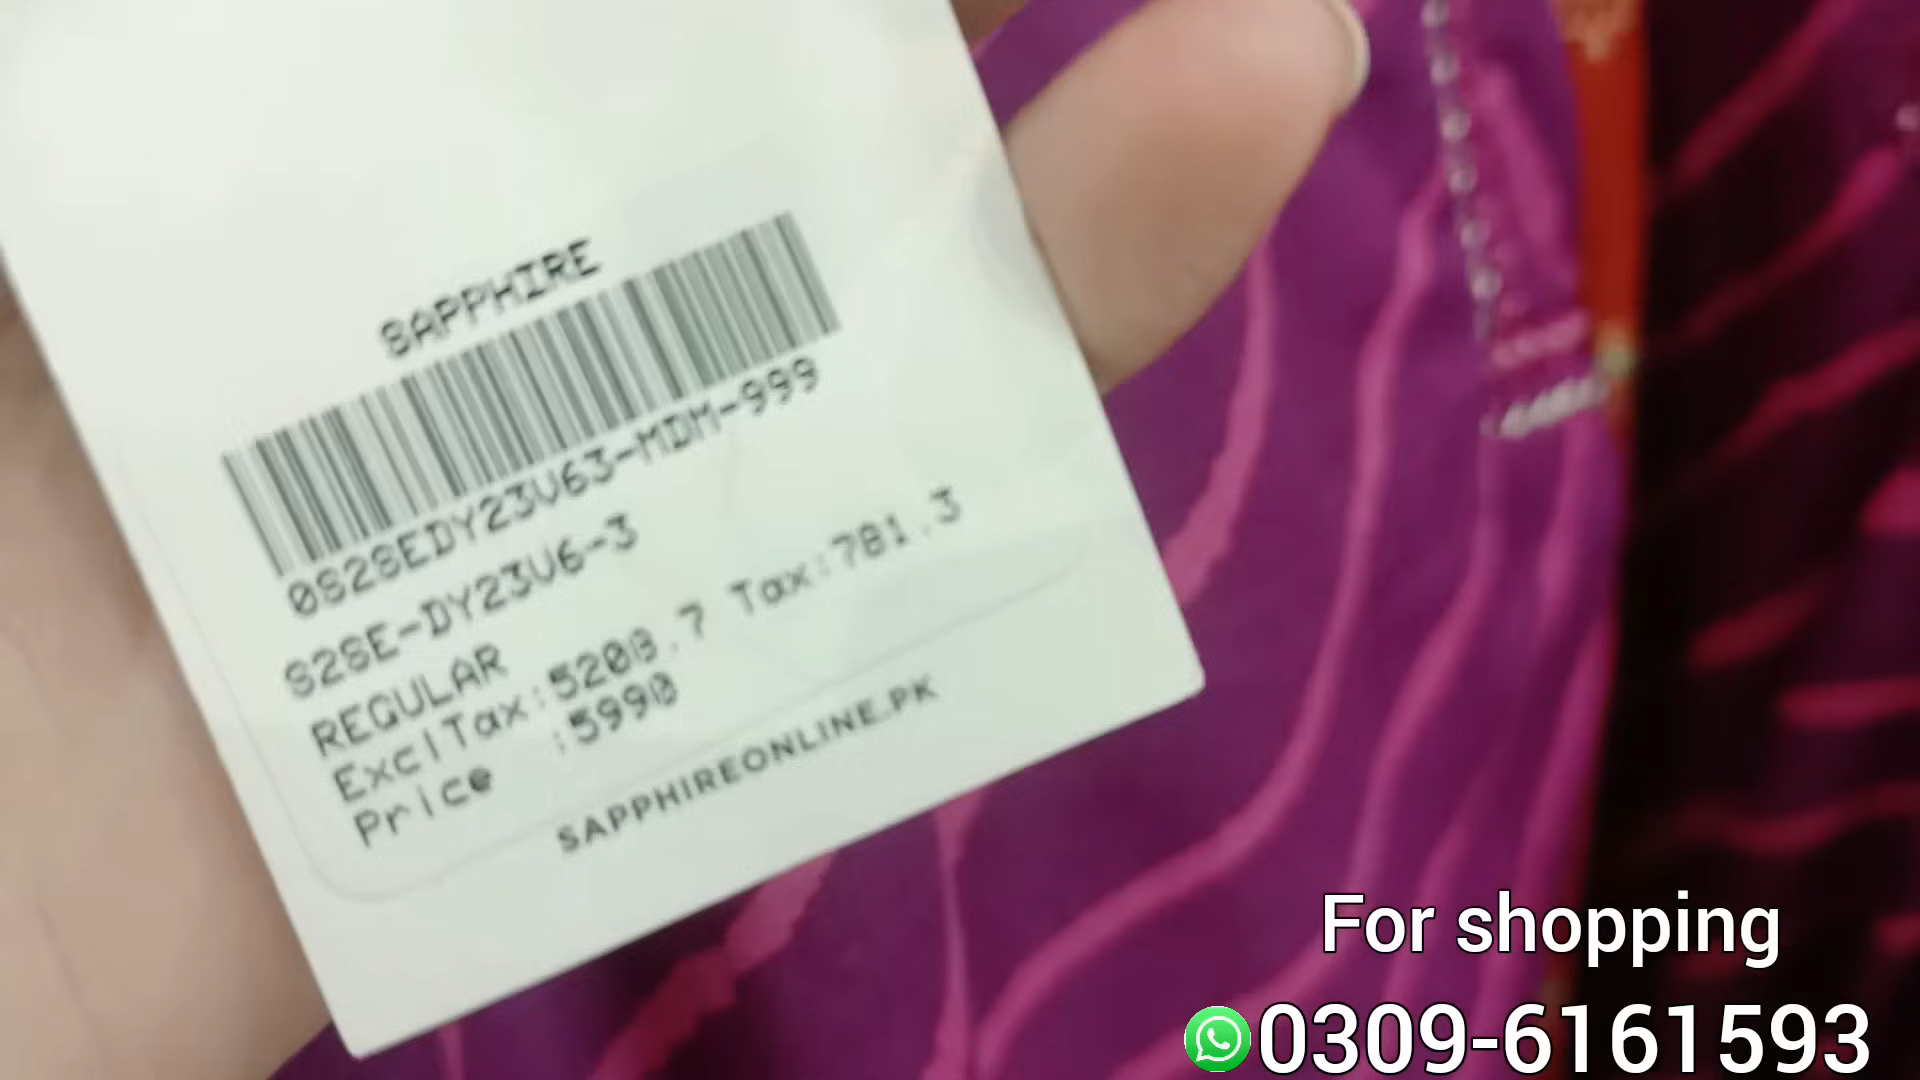 SAPPHIRE
0S2SEDY23V63-MDM-999
S2SE-DY23V6-3
REGULAR
ExclTax:5208.7 Tax:781.3
Price :5990
SAPPHIREONLINE.PK
For shopping
0309-6161593